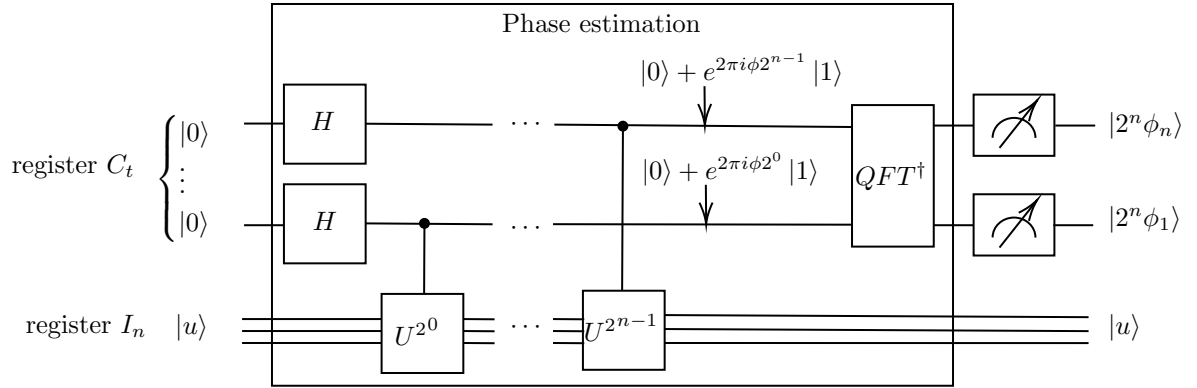 Phase estimation
|0⟩ + e^{2πiϕ2^{n−1}} |1⟩
|0⟩ H ··· |2^nϕ_n⟩
register C_t ⋮ |0⟩ + e^{2πiϕ2^0} |1⟩ QFT^†
|0⟩ H ··· |2^nϕ_1⟩
register I_n |u⟩ U^{2^0} ··· U^{2^{n−1}} |u⟩